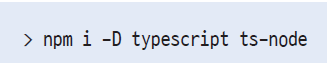 > npm i -D typescript ts-node